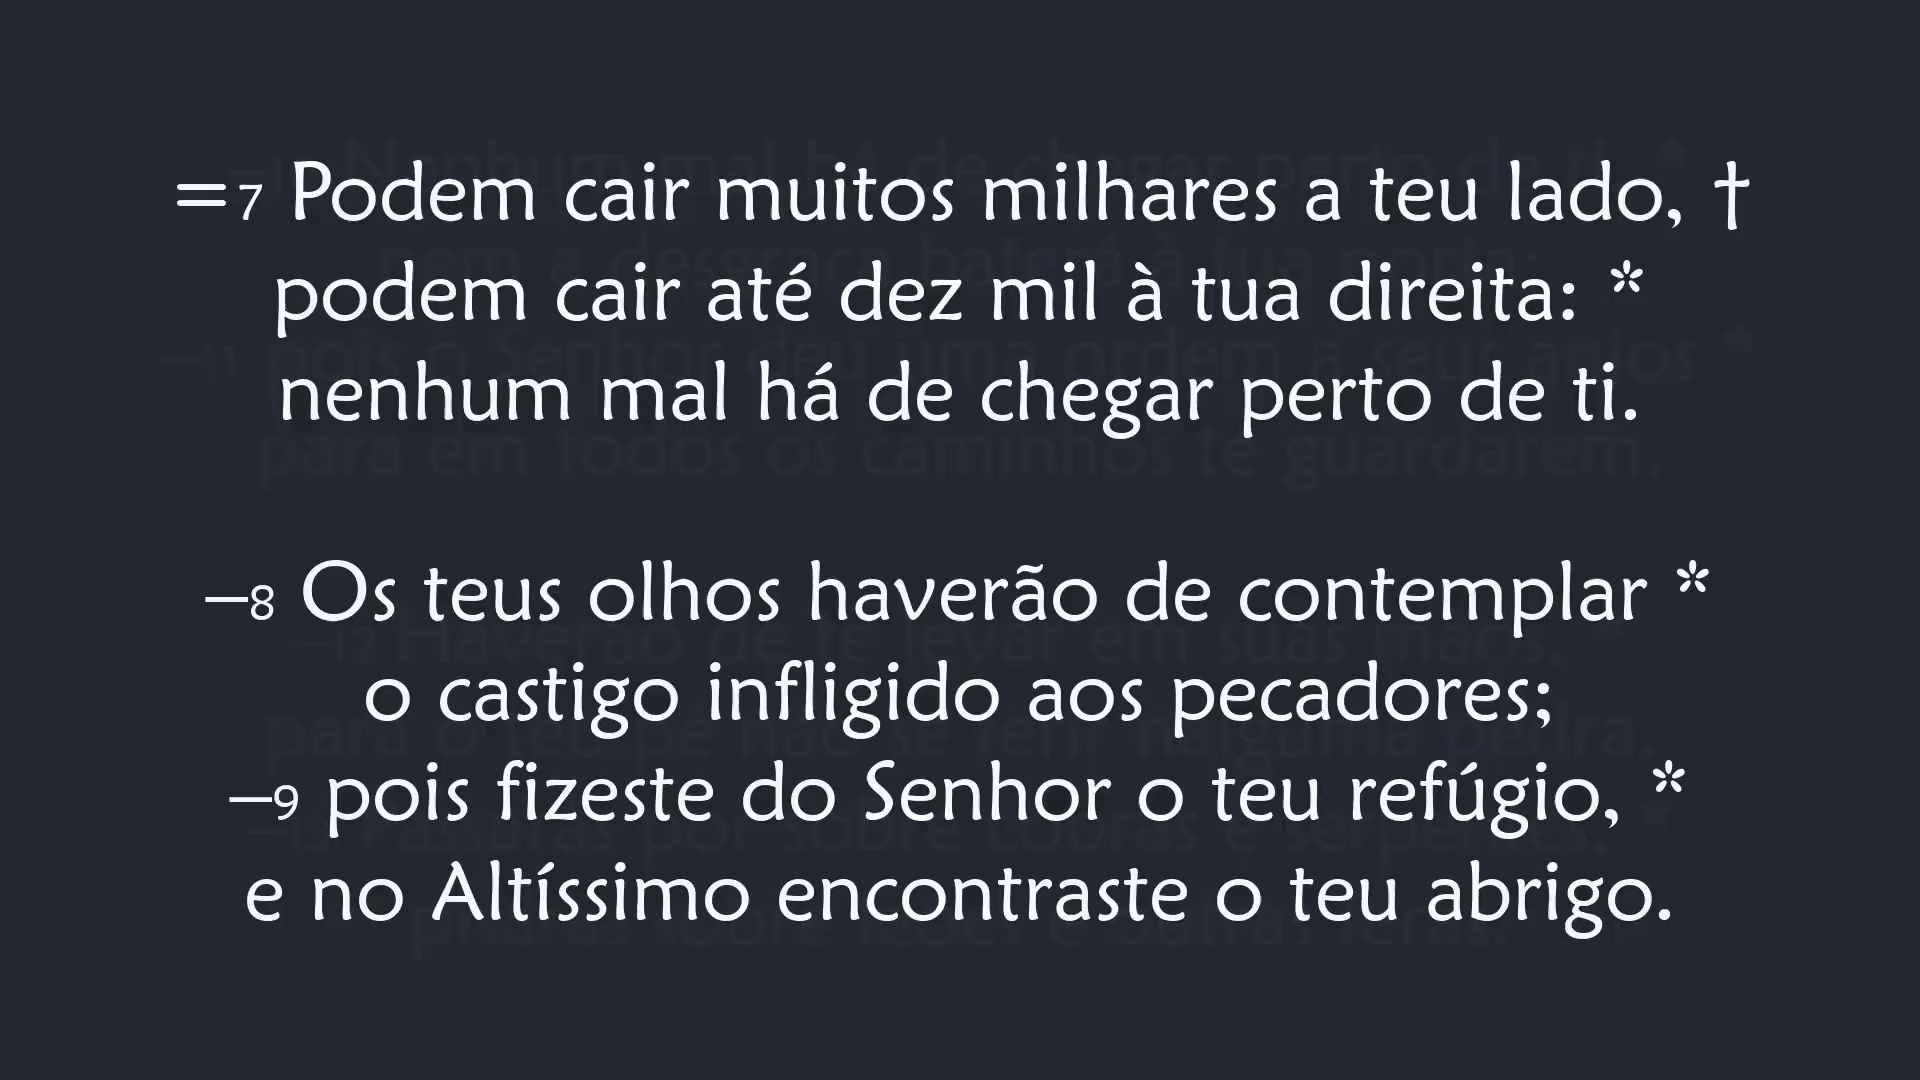 =7 Podem cair muitos milhares a teu lado, †
podem cair até dez mil à tua direita: *
nenhum mal há de chegar perto de ti.
–8 Os teus olhos haverão de contemplar *
o castigo infligido aos pecadores;
–9 pois fizeste do Senhor o teu refúgio, *
e no Altíssimo encontraste o teu abrigo.